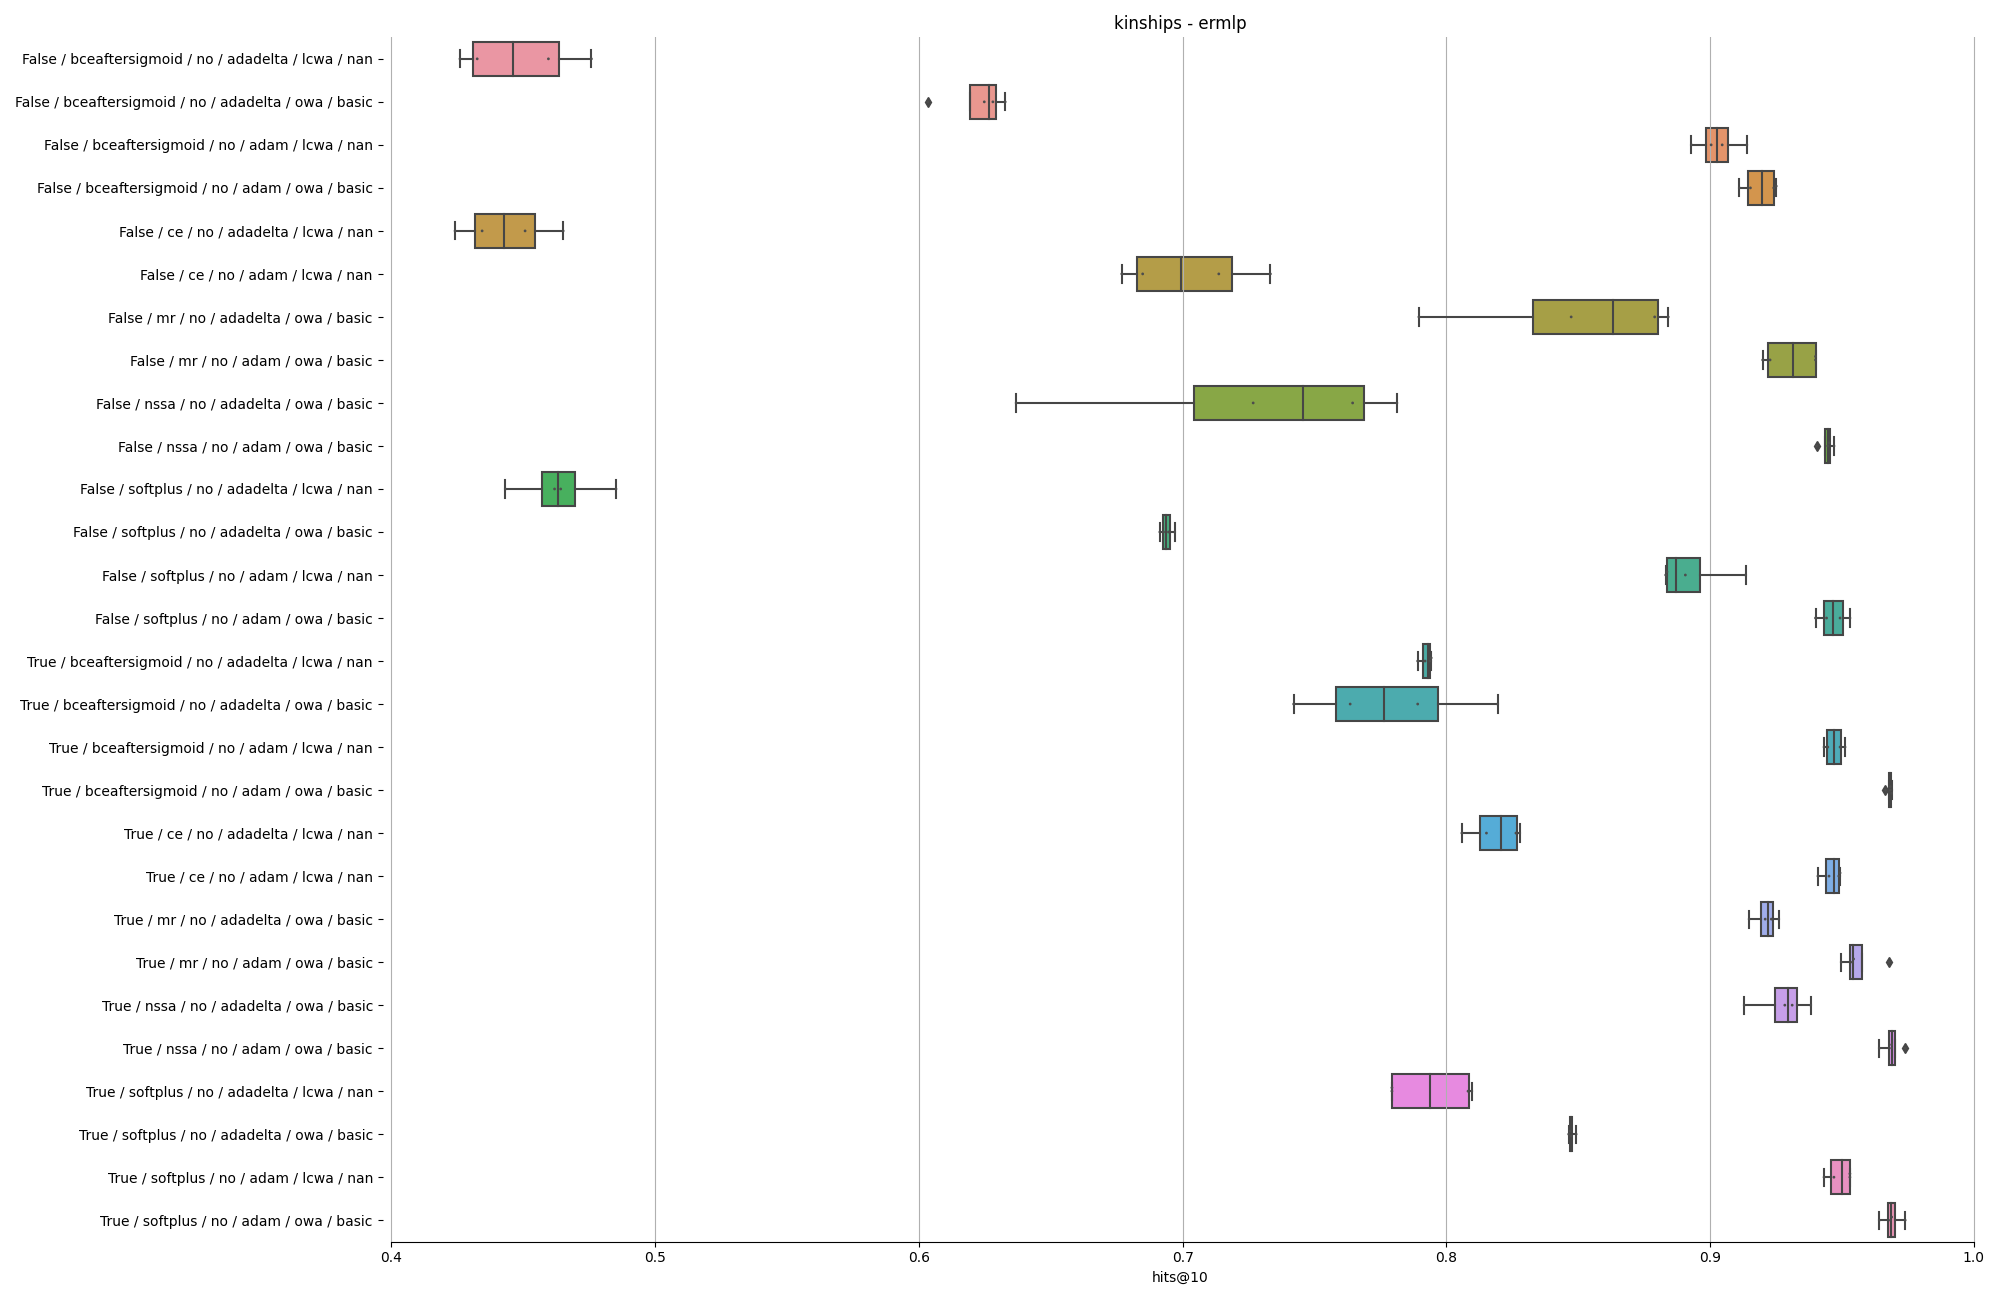 kinships - ermlp
False / bceaftersigmoid / no / adadelta / lcwa / nan
False / bceaftersigmoid / no / adadelta / owa / basic
False / bceaftersigmoid / no / adam / lcwa / nan
False / bceaftersigmoid / no / adam / owa / basic
False / ce / no / adadelta / lcwa / nan
False / ce / no / adam / lcwa / nan
False / mr / no / adadelta / owa / basic
False / mr / no / adam / owa / basic
False / nssa / no / adadelta / owa / basic
False / nssa / no / adam / owa / basic
False / softplus / no / adadelta / lcwa / nan
False / softplus / no / adadelta / owa / basic
False / softplus / no / adam / lcwa / nan
False / softplus / no / adam / owa / basic
True / bceaftersigmoid / no / adadelta / lcwa / nan
True / bceaftersigmoid / no / adadelta / owa / basic
True / bceaftersigmoid / no / adam / lcwa / nan
True / bceaftersigmoid / no / adam / owa / basic
True / ce / no / adadelta / lcwa / nan
True / ce / no / adam / lcwa / nan
True / mr / no / adadelta / owa / basic
True / mr / no / adam / owa / basic
True / nssa / no / adadelta / owa / basic
True / nssa / no / adam / owa / basic
True / softplus / no / adadelta / lcwa / nan
True / softplus / no / adadelta / owa / basic
True / softplus / no / adam / lcwa / nan
True / softplus / no / adam / owa / basic
0.4 0.5 0.6 0.7 0.8 0.9 1.0
hits@10